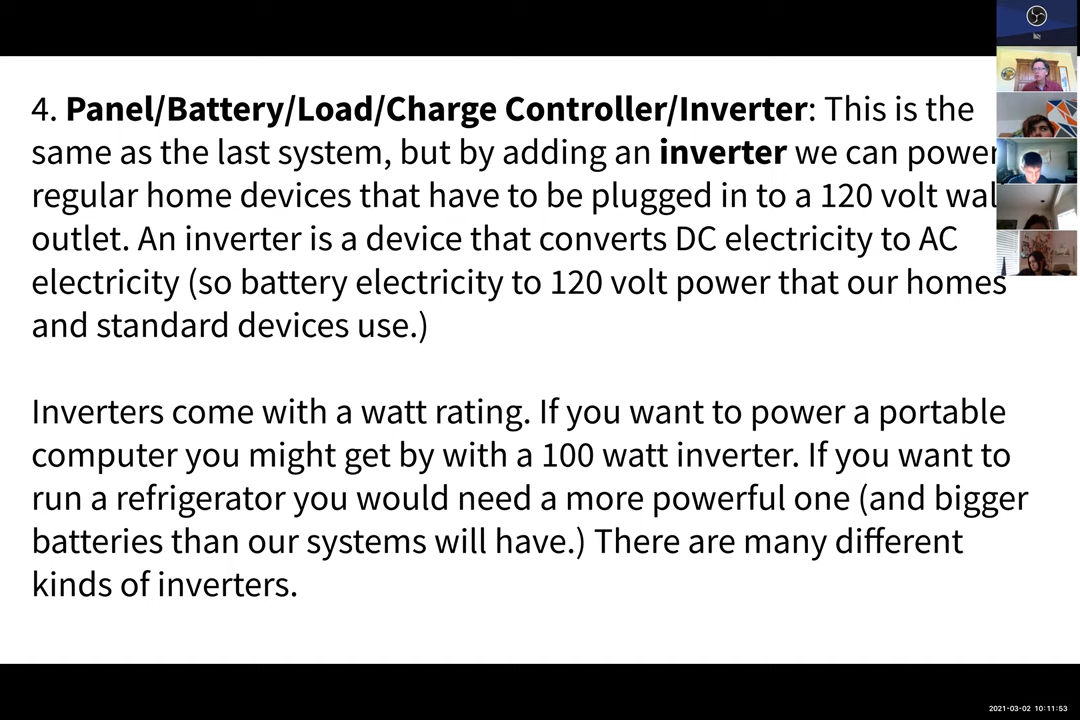 4. Panel/Battery/Load/Charge Controller/Inverter: This is the
same as the last system, but by adding an inverter we can power
regular home devices that have to be plugged in to a 120 volt wal
outlet. An inverter is a device that converts DC electricity to AC
electricity (so battery electricity to 120 volt power that our homes
and standard devices use.)
Inverters come with a watt rating. If you want to power a portable
computer you might get by with a 100 watt inverter. If you want to
run a refrigerator you would need a more powerful one (and bigger
batteries than our systems will have.) There are many different
kinds of inverters.
2021-03-02 10:11:53